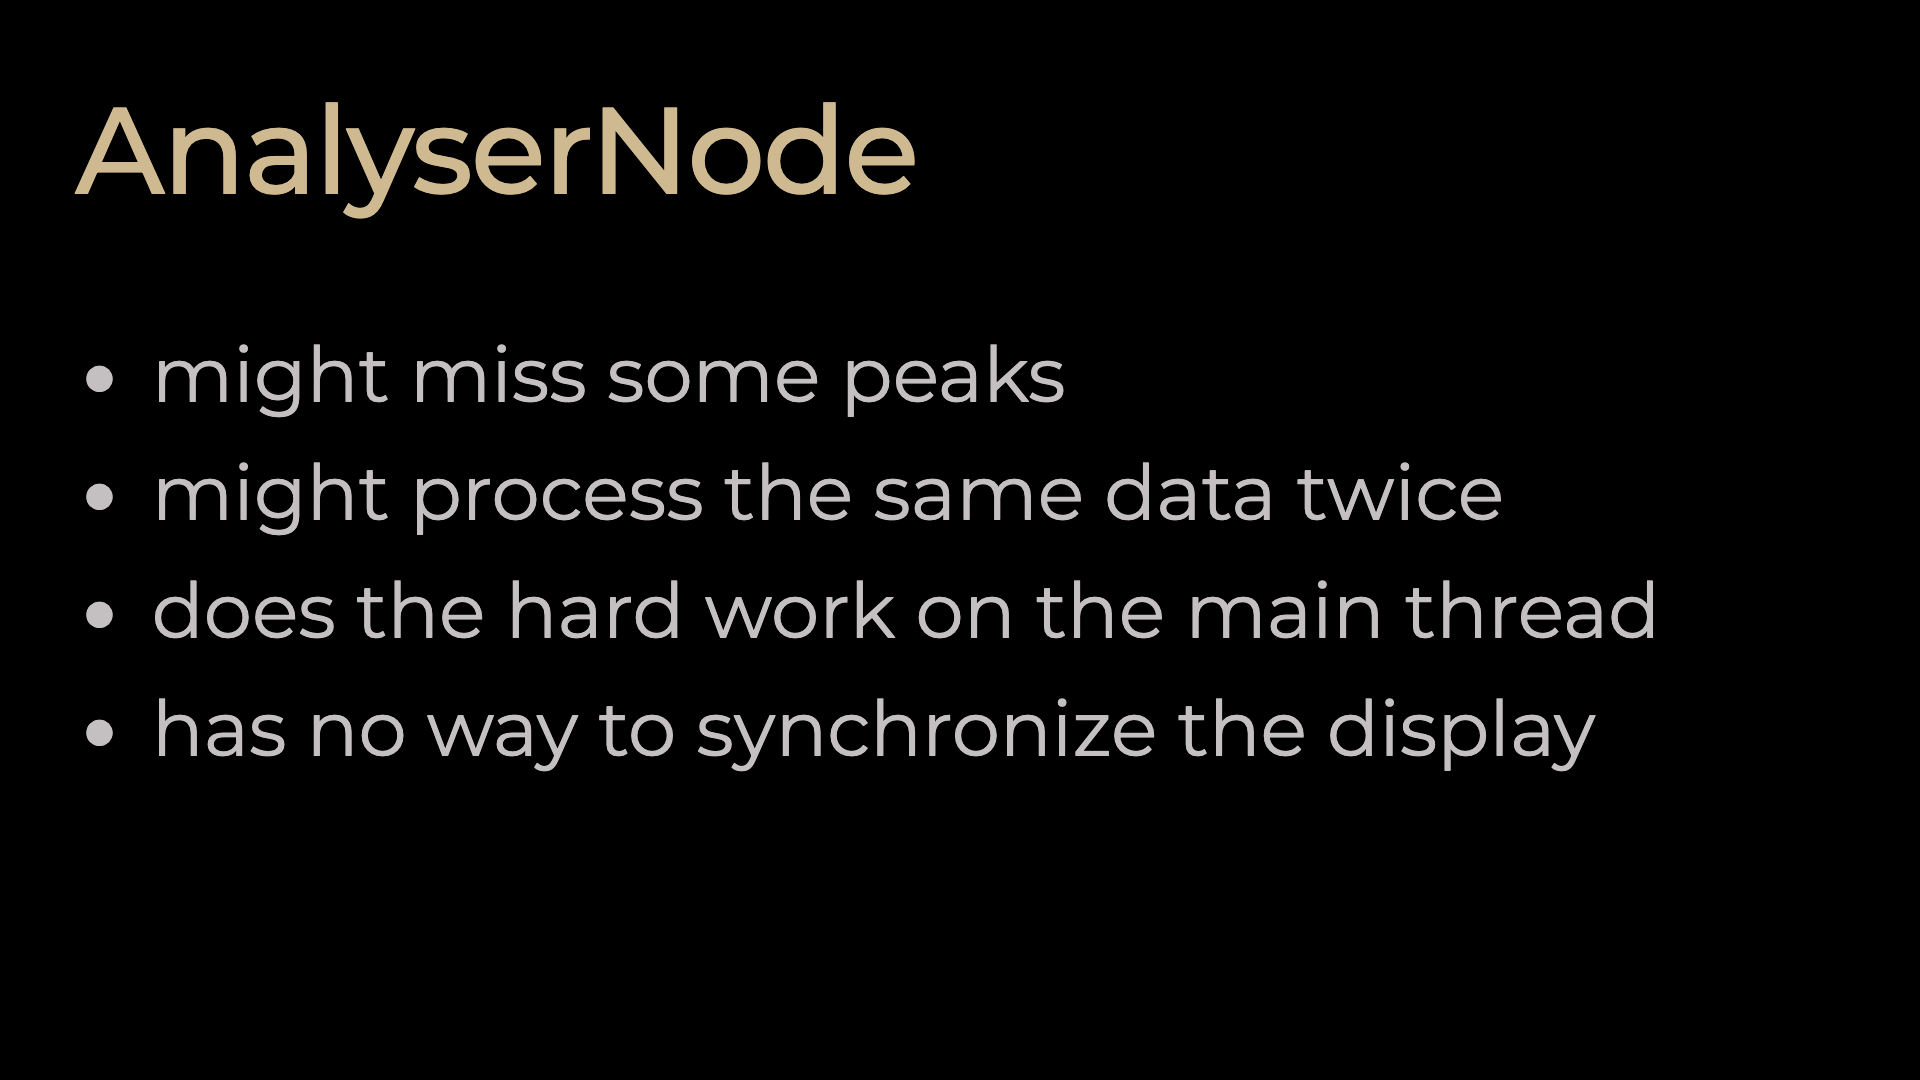 AnalyserNode
• might miss some peaks
• might process the same data twice
• does the hard work on the main thread
• has no way to synchronize the display